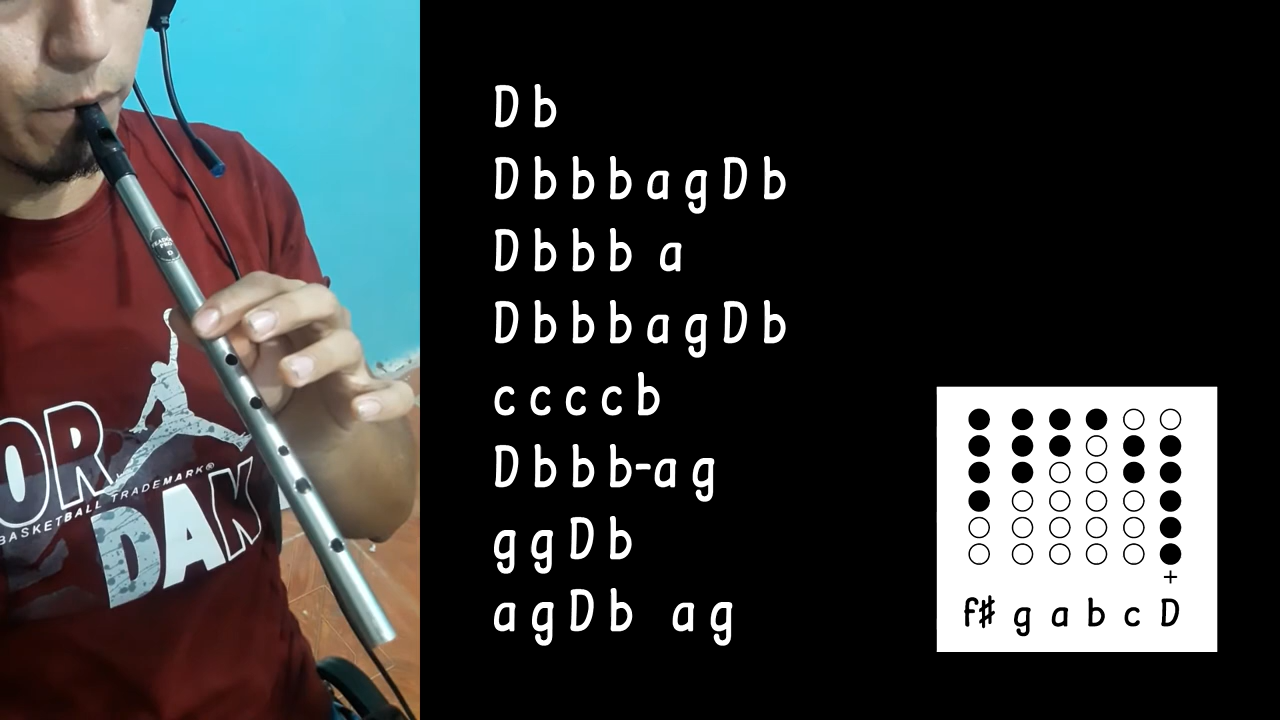 D b
D b b b a g D b
D b b b a
D b b b a g D b
c c c c b
D b b b-a g
g g D b
a g D b a g
+
f# g a b c D
OR
DAK
BASKETBALL TRADEMARK®